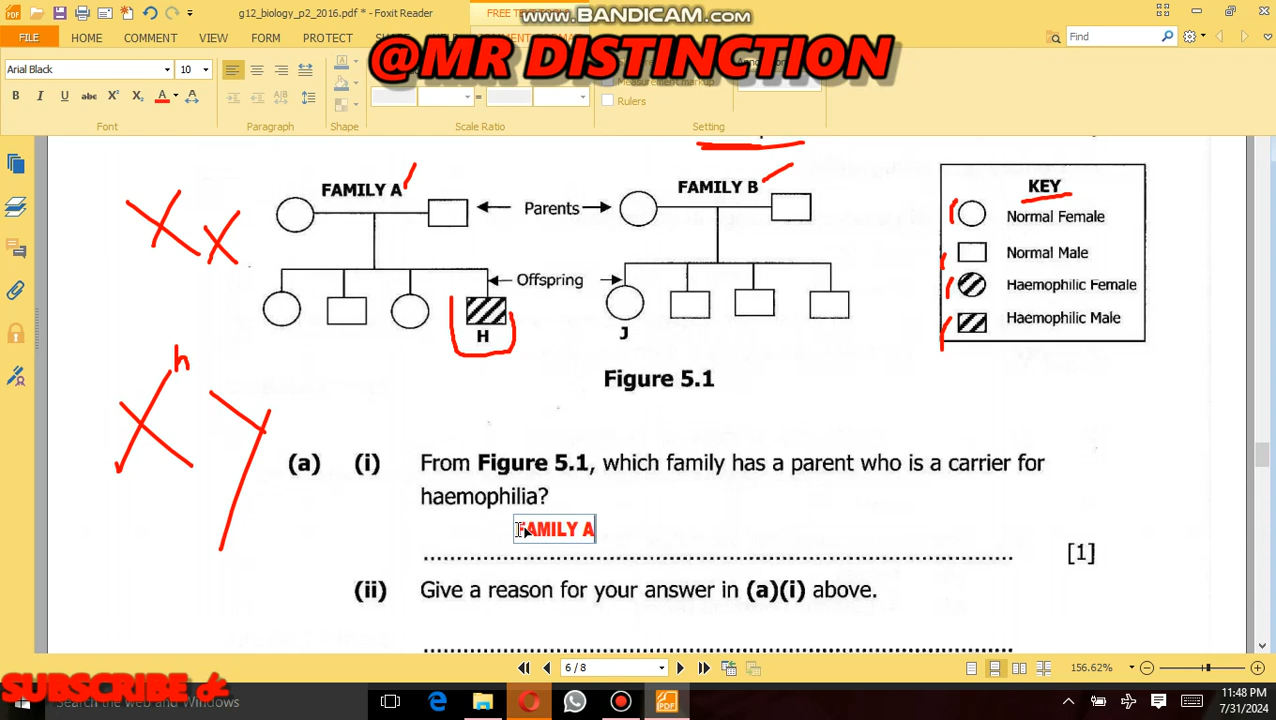 g12_biology_p2_2016.pdf * - Foxit Reader
FREE TE
www.BANDICAM.com
FILE HOME COMMENT VIEW FORM PROTECT
Find
@MR DISTINCTION
Arial Black 10
Measurement markup
Rulers
Font Paragraph Shape Scale Ratio Setting
FAMILY A
FAMILY B
KEY
Parents
Normal Female
Normal Male
Offspring
Haemophilic Female
Haemophilic Male
H
J
X X
X h Y
Figure 5.1
(a) (i) From Figure 5.1, which family has a parent who is a carrier for
haemophilia?
FAMILY A
[1]
(ii) Give a reason for your answer in (a)(i) above.
6 / 8
156.62%
SUBSCRIBE
Search the web and Windows
11:48 PM
7/31/2024